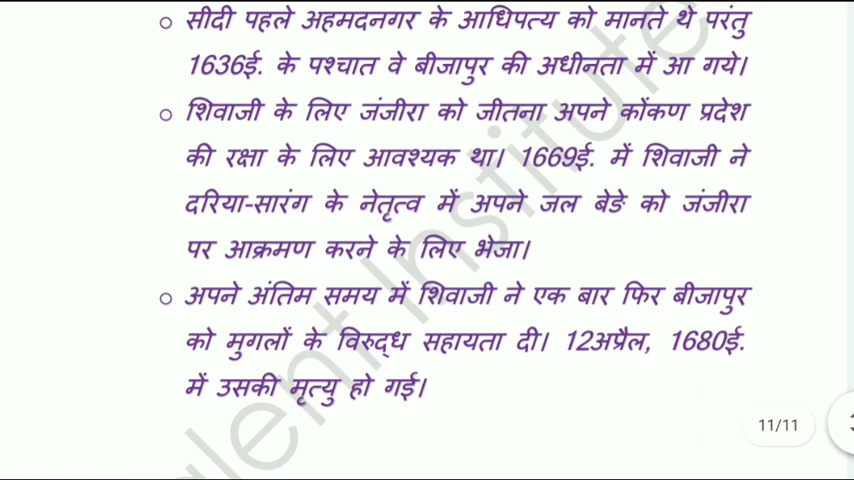 सीदी पहले अहमदनगर के आधिपत्य को मानते थे परंतु
1636ई. के पश्चात वे बीजापुर की अधीनता में आ गये।
शिवाजी के लिए जंजीरा को जीतना अपने कोंकण प्रदेश
की रक्षा के लिए आवश्यक था। 1669ई. में शिवाजी ने
दरिया-सारंग के नेतृत्व में अपने जल बेङे को जंजीरा
पर आक्रमण करने के लिए भेजा।
अपने अंतिम समय में शिवाजी ने एक बार फिर बीजापुर
को मुगलों के विरुद्ध सहायता दी। 12अप्रैल, 1680ई.
में उसकी मृत्यु हो गई।
11/11
alent Institute